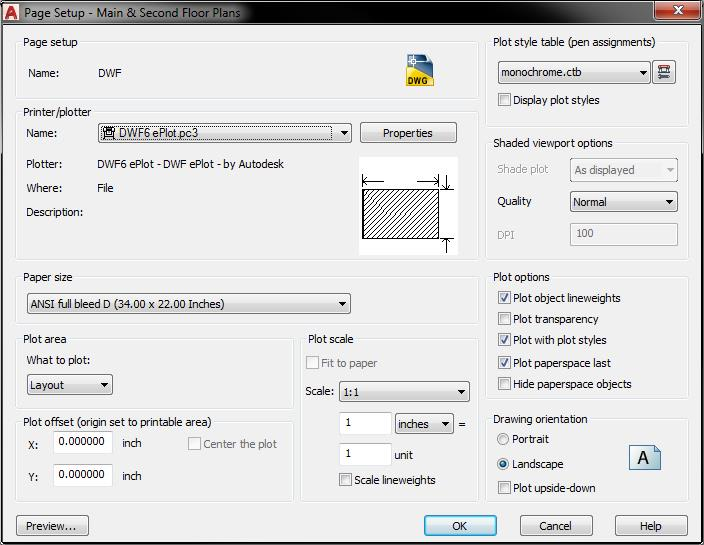 Page Setup - Main & Second Floor Plans
Page setup
Name: DWF
DWG
Printer/plotter
Name: DWF6 ePlot.pc3 Properties
Plotter: DWF6 ePlot - DWF ePlot - by Autodesk
Where: File
Description:
Paper size
ANSI full bleed D (34.00 x 22.00 Inches)
Plot area
What to plot:
Layout
Plot offset (origin set to printable area)
X: 0.000000 inch Center the plot
Y: 0.000000 inch
Plot scale
Fit to paper
Scale: 1:1
1 inches =
1 unit
Scale lineweights
Plot style table (pen assignments)
monochrome.ctb
Display plot styles
Shaded viewport options
Shade plot As displayed
Quality Normal
DPI 100
Plot options
Plot object lineweights
Plot transparency
Plot with plot styles
Plot paperspace last
Hide paperspace objects
Drawing orientation
Portrait
Landscape
A
Plot upside-down
Preview... OK Cancel Help